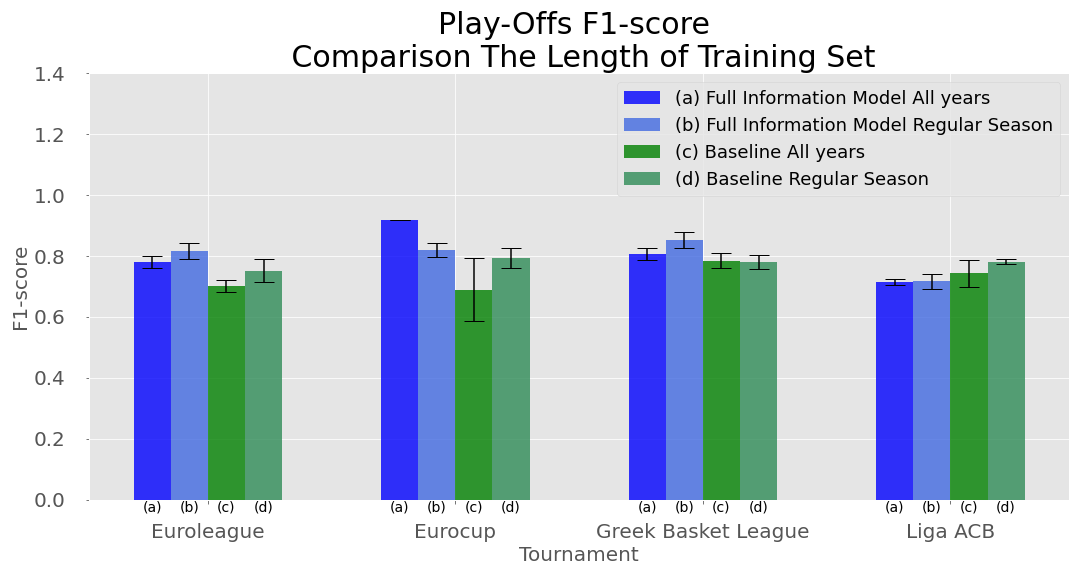 Play-Offs F1-score
Comparison The Length of Training Set
1.4
1.2
1.0
0.8
0.6
0.4
0.2
0.0
F1-score
(a) Full Information Model All years
(b) Full Information Model Regular Season
(c) Baseline All years
(d) Baseline Regular Season
(a) (b) (c) (d) (a) (b) (c) (d) (a) (b) (c) (d) (a) (b) (c) (d)
Euroleague Eurocup Greek Basket League Liga ACB
Tournament